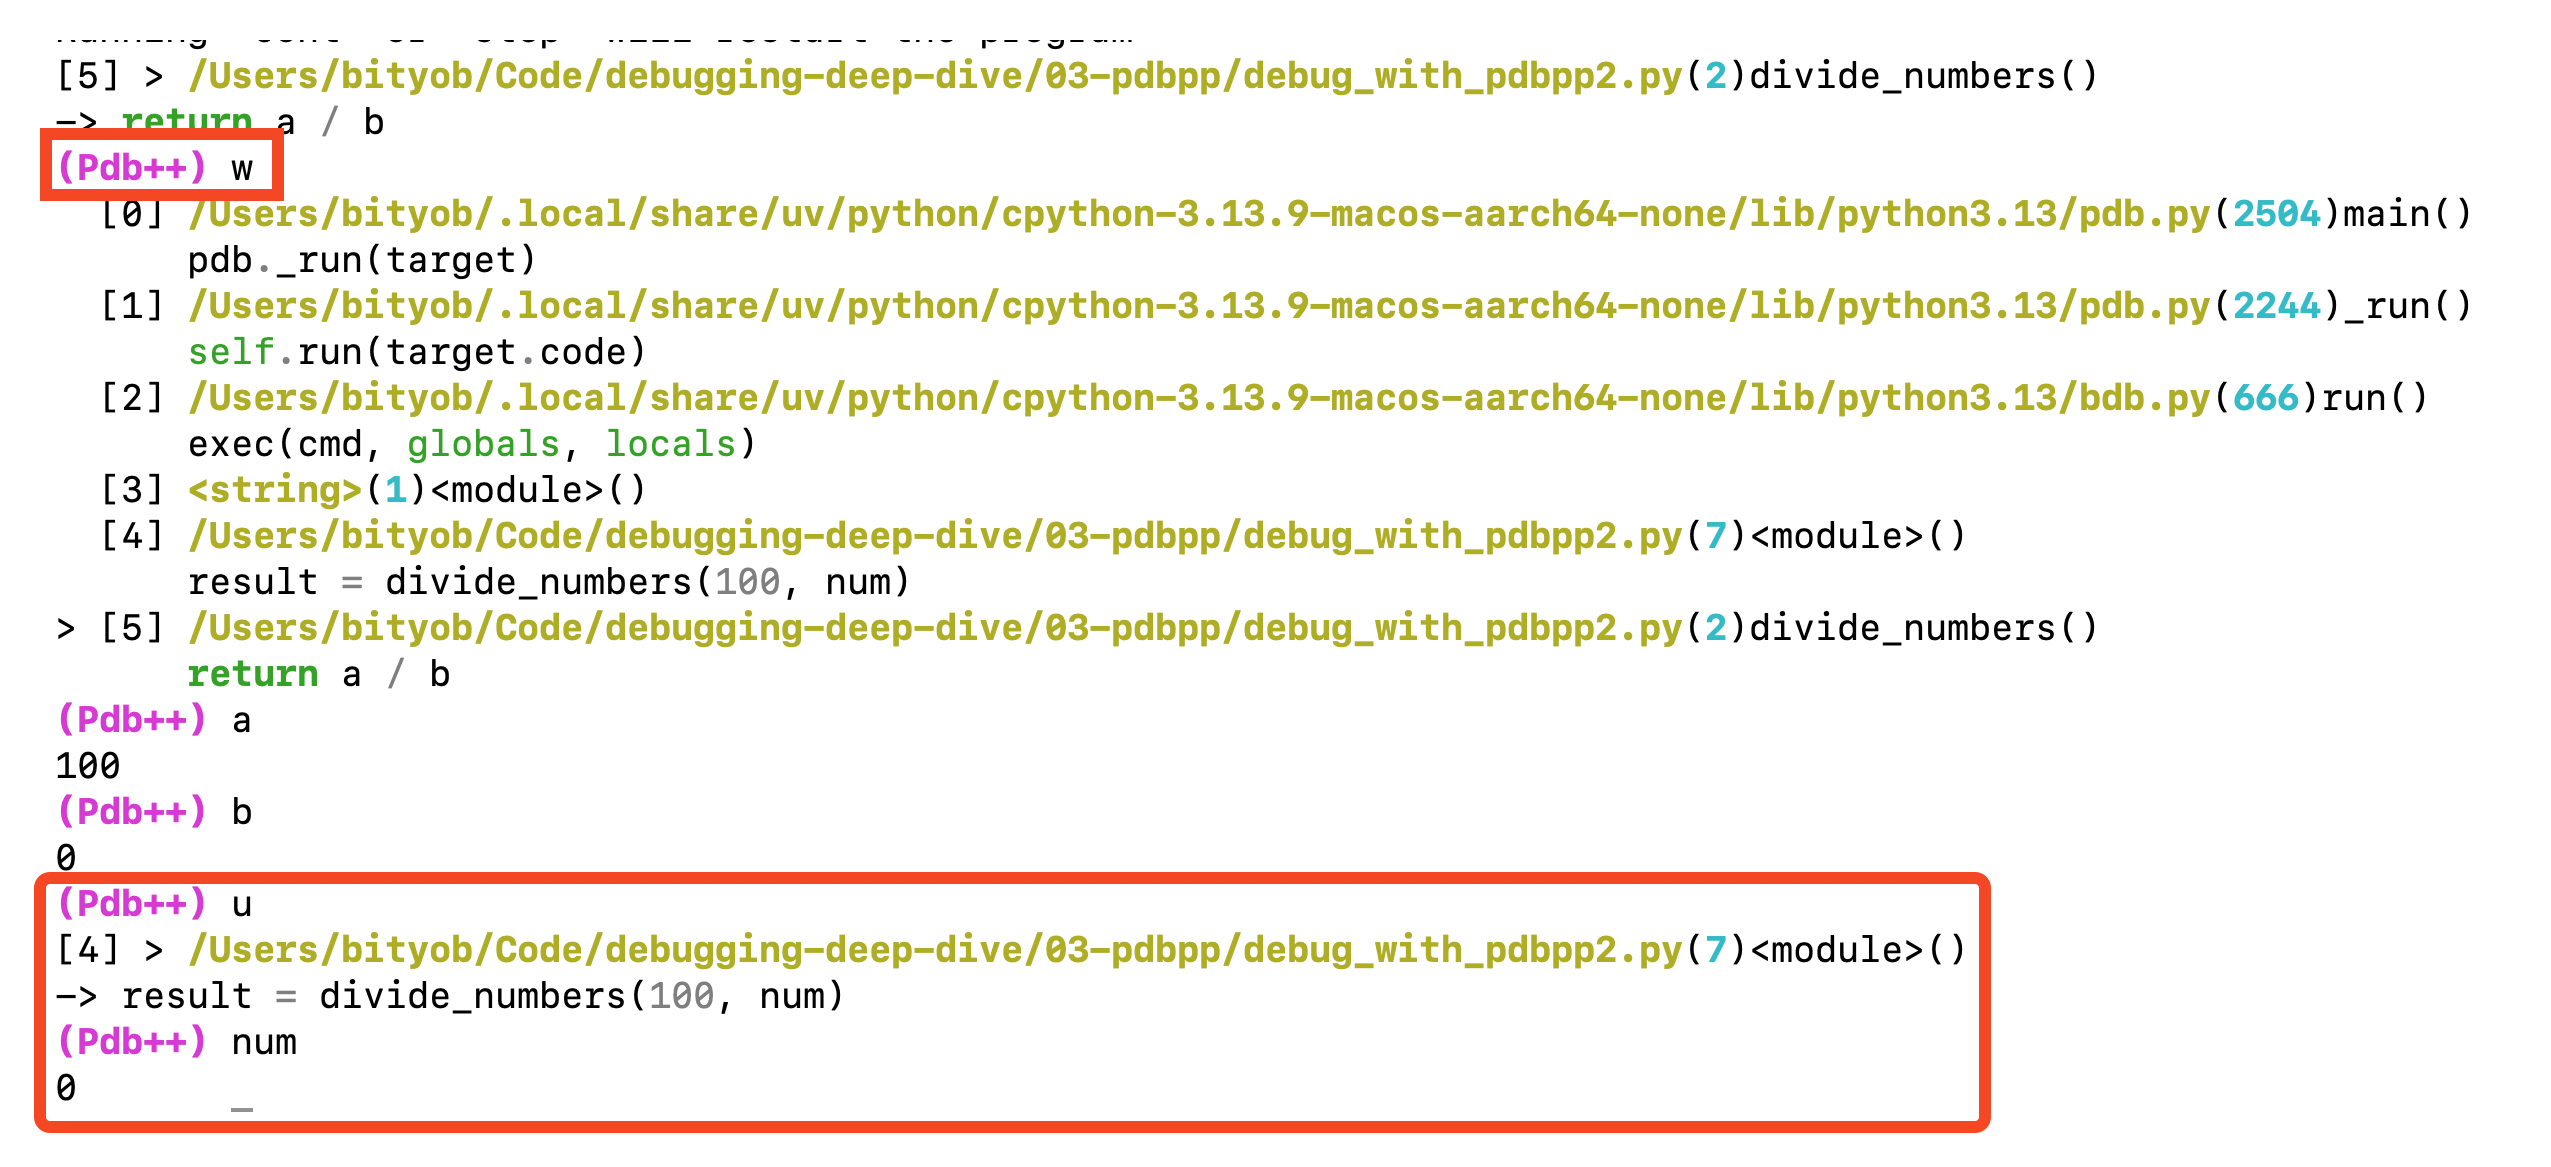 [5] > /Users/bityob/Code/debugging-deep-dive/03-pdbpp/debug_with_pdbpp2.py(2)divide_numbers()
-> return a / b
(Pdb++) w
  [0] /Users/bityob/.local/share/uv/python/cpython-3.13.9-macos-aarch64-none/lib/python3.13/pdb.py(2504)main()
      pdb._run(target)
  [1] /Users/bityob/.local/share/uv/python/cpython-3.13.9-macos-aarch64-none/lib/python3.13/pdb.py(2244)_run()
      self.run(target.code)
  [2] /Users/bityob/.local/share/uv/python/cpython-3.13.9-macos-aarch64-none/lib/python3.13/bdb.py(666)run()
      exec(cmd, globals, locals)
  [3] <string>(1)<module>()
  [4] /Users/bityob/Code/debugging-deep-dive/03-pdbpp/debug_with_pdbpp2.py(7)<module>()
      result = divide_numbers(100, num)
> [5] /Users/bityob/Code/debugging-deep-dive/03-pdbpp/debug_with_pdbpp2.py(2)divide_numbers()
      return a / b
(Pdb++) a
100
(Pdb++) b
0
(Pdb++) u
[4] > /Users/bityob/Code/debugging-deep-dive/03-pdbpp/debug_with_pdbpp2.py(7)<module>()
-> result = divide_numbers(100, num)
(Pdb++) num
0